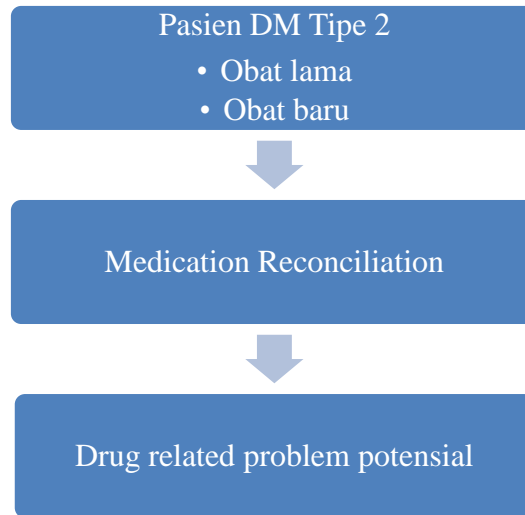 Pasien DM Tipe 2
• Obat lama
• Obat baru
Medication Reconciliation
Drug related problem potensial